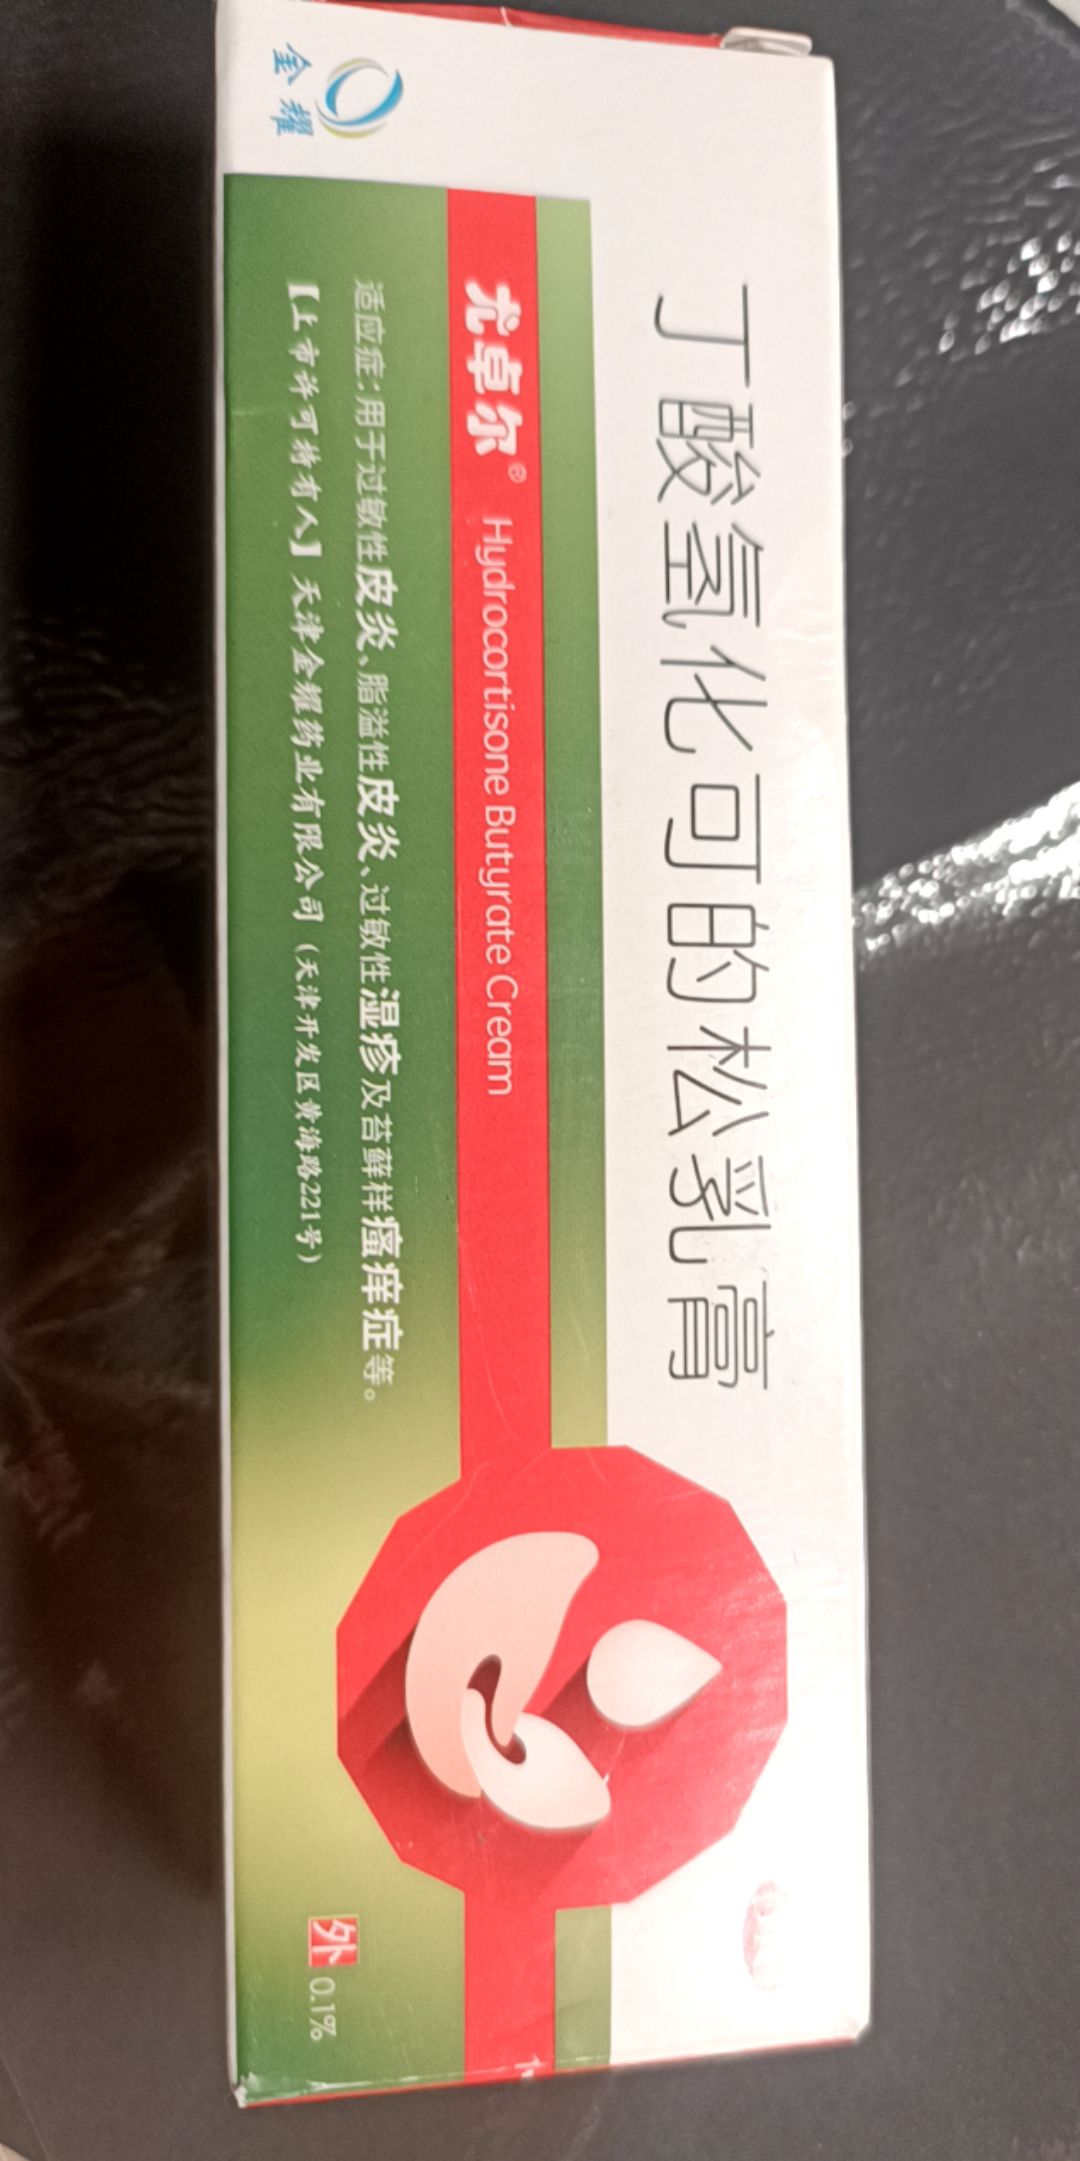 金耀
丁酸氢化可的松乳膏
尤卓尔® Hydrocortisone Butyrate Cream
适应症:用于过敏性皮炎、脂溢性皮炎、过敏性湿疹及苔藓样瘙痒症等。
【上市许可持有人】天津金耀药业有限公司(天津开发区黄海路221号)
外 0.1%